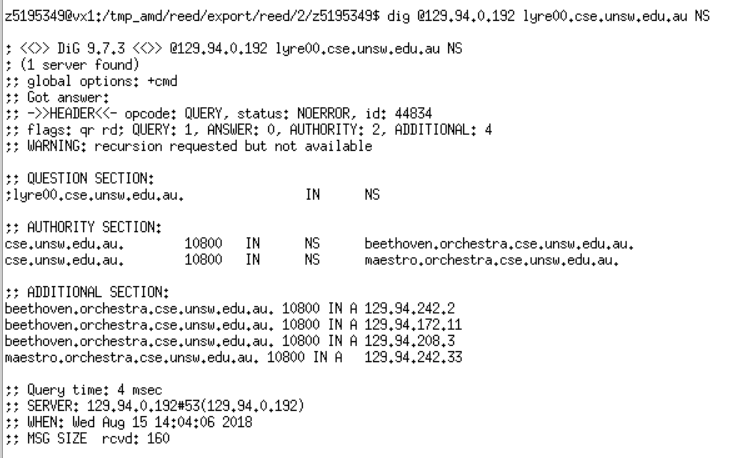 z5195349@vx1:/tmp_amd/reed/export/reed/2/z5195349$ dig @129.94.0.192 lyre00.cse.unsw.edu.au NS
; <<>> DiG 9.7.3 <<>> @129.94.0.192 lyre00.cse.unsw.edu.au NS
; (1 server found)
;; global options: +cmd
;; Got answer:
;; ->>HEADER<<- opcode: QUERY, status: NOERROR, id: 44834
;; flags: qr rd; QUERY: 1, ANSWER: 0, AUTHORITY: 2, ADDITIONAL: 4
;; WARNING: recursion requested but not available
;; QUESTION SECTION:
;lyre00.cse.unsw.edu.au. IN NS
;; AUTHORITY SECTION:
cse.unsw.edu.au. 10800 IN NS beethoven.orchestra.cse.unsw.edu.au.
cse.unsw.edu.au. 10800 IN NS maestro.orchestra.cse.unsw.edu.au.
;; ADDITIONAL SECTION:
beethoven.orchestra.cse.unsw.edu.au. 10800 IN A 129.94.242.2
beethoven.orchestra.cse.unsw.edu.au. 10800 IN A 129.94.172.11
beethoven.orchestra.cse.unsw.edu.au. 10800 IN A 129.94.208.3
maestro.orchestra.cse.unsw.edu.au. 10800 IN A 129.94.242.33
;; Query time: 4 msec
;; SERVER: 129.94.0.192#53(129.94.0.192)
;; WHEN: Wed Aug 15 14:04:06 2018
;; MSG SIZE rcvd: 160